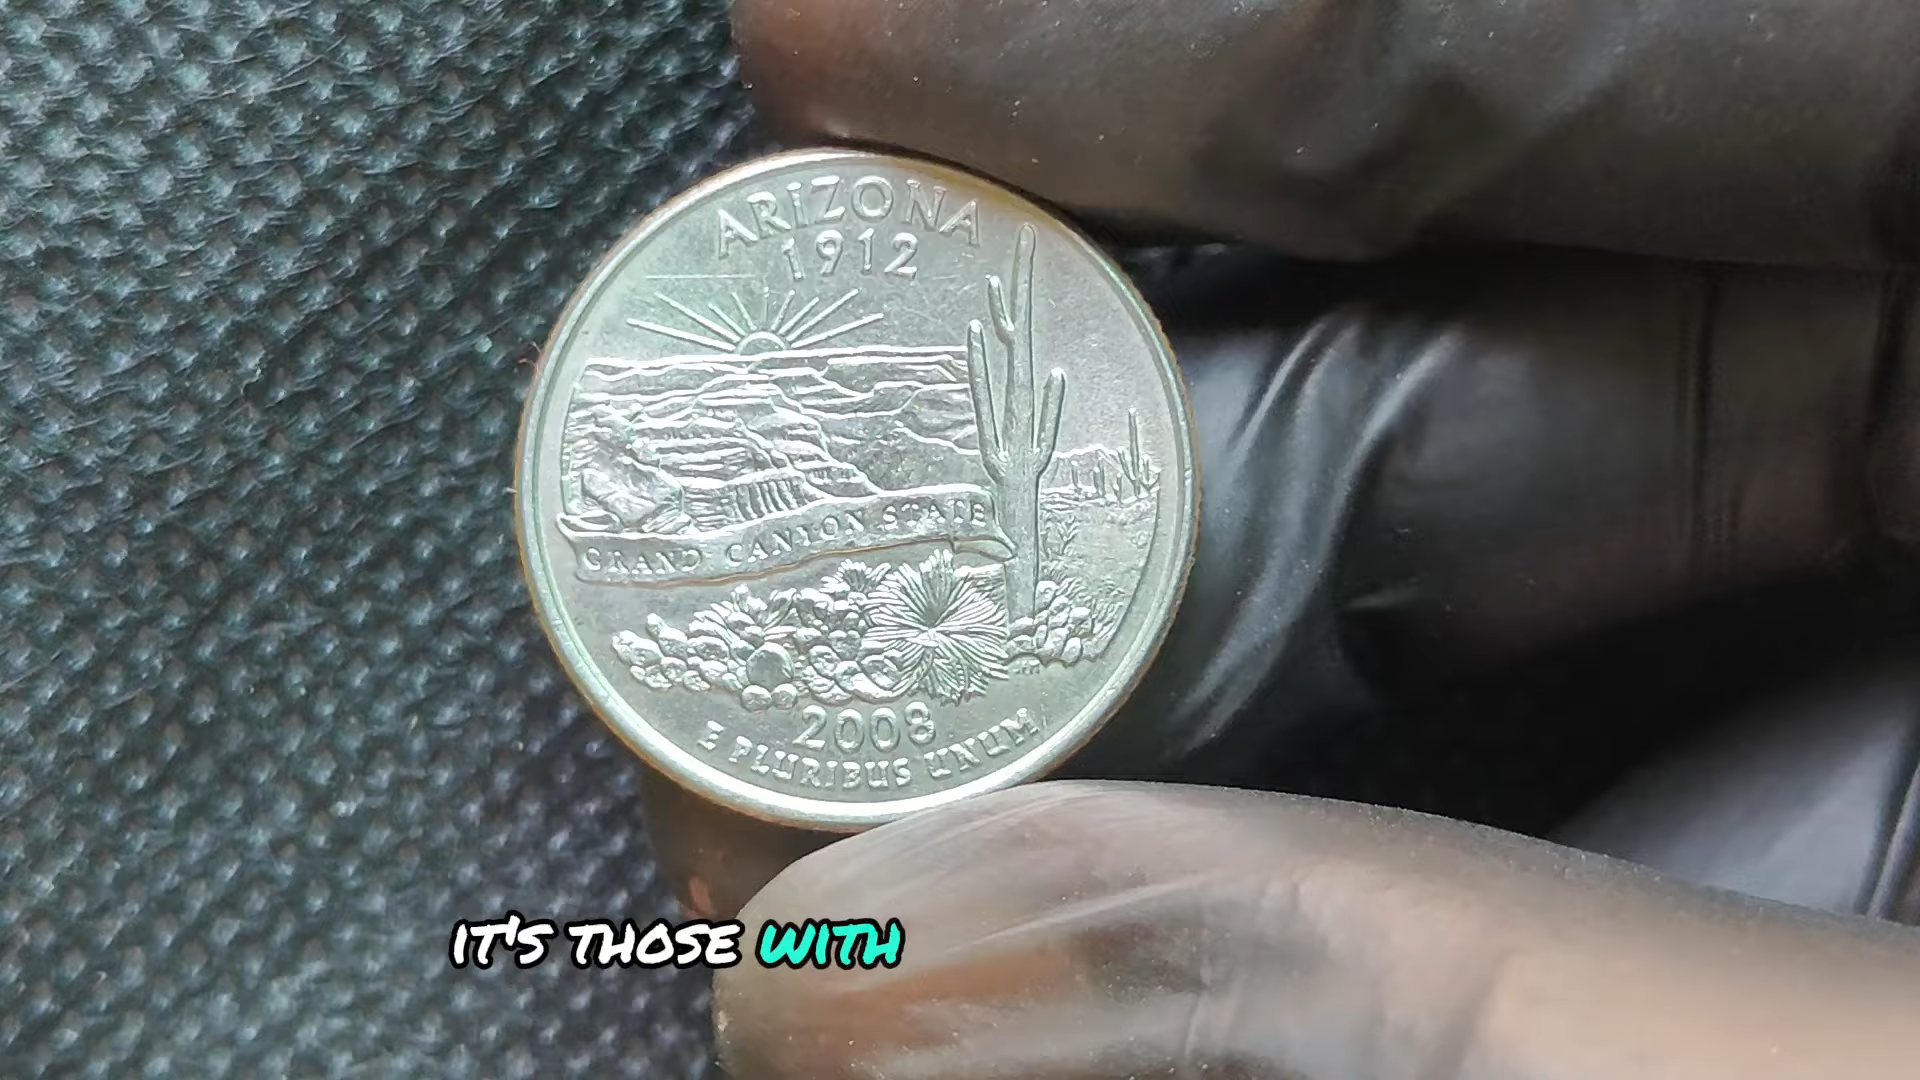 ARIZONA
1912
GRAND CANYON STATE
2008
E PLURIBUS UNUM
IT'S THOSE WITH